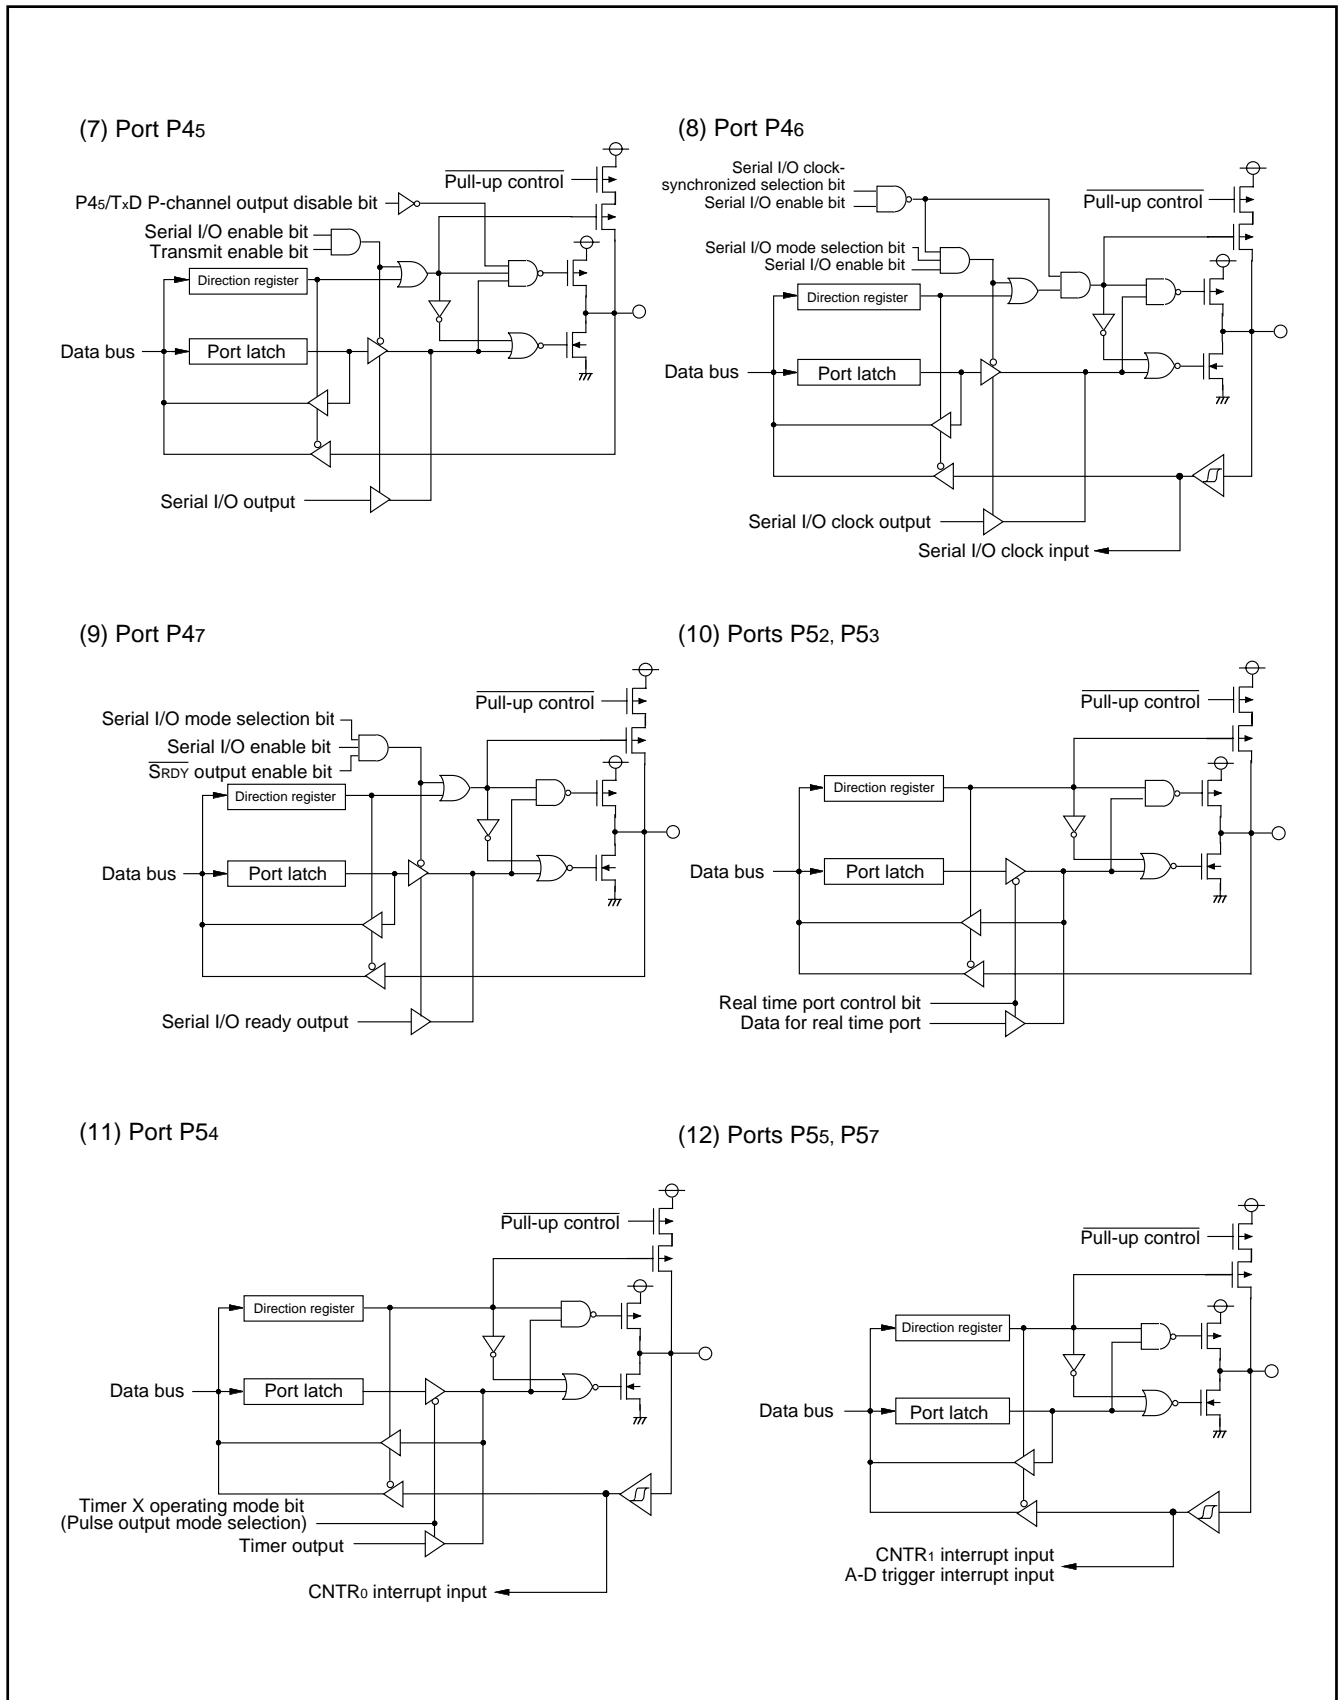 (7) Port P45
Pull-up control
P45/TxD P-channel output disable bit
Serial I/O enable bit
Transmit enable bit
Direction register
Data bus
Port latch
Serial I/O output
(8) Port P46
Serial I/O clock-
synchronized selection bit
Serial I/O enable bit
Pull-up control
Serial I/O mode selection bit
Serial I/O enable bit
Direction register
Data bus
Port latch
Serial I/O clock output
Serial I/O clock input
(9) Port P47
Pull-up control
Serial I/O mode selection bit
Serial I/O enable bit
SRDY output enable bit
Direction register
Data bus
Port latch
Serial I/O ready output
(10) Ports P52, P53
Pull-up control
Direction register
Data bus
Port latch
Real time port control bit
Data for real time port
(11) Port P54
Pull-up control
Direction register
Data bus
Port latch
Timer X operating mode bit
(Pulse output mode selection)
Timer output
CNTR0 interrupt input
(12) Ports P55, P57
Pull-up control
Direction register
Data bus
Port latch
CNTR1 interrupt input
A-D trigger interrupt input